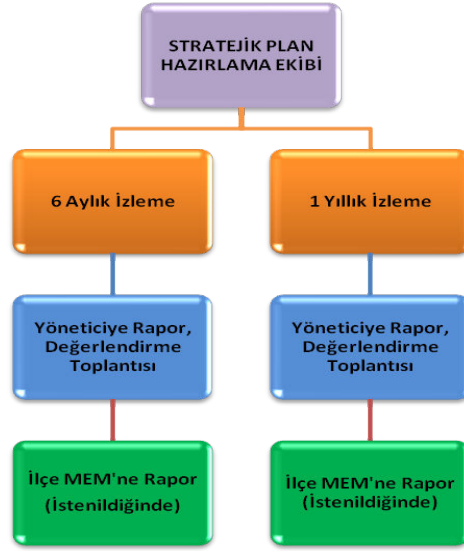 STRATEJİK PLAN
HAZIRLAMA EKİBİ
6 Aylık İzleme
1 Yıllık İzleme
Yöneticiye Rapor,
Değerlendirme
Toplantısı
Yöneticiye Rapor,
Değerlendirme
Toplantısı
İlçe MEM'ne Rapor
(İstenildiğinde)
İlçe MEM'ne Rapor
(İstenildiğinde)